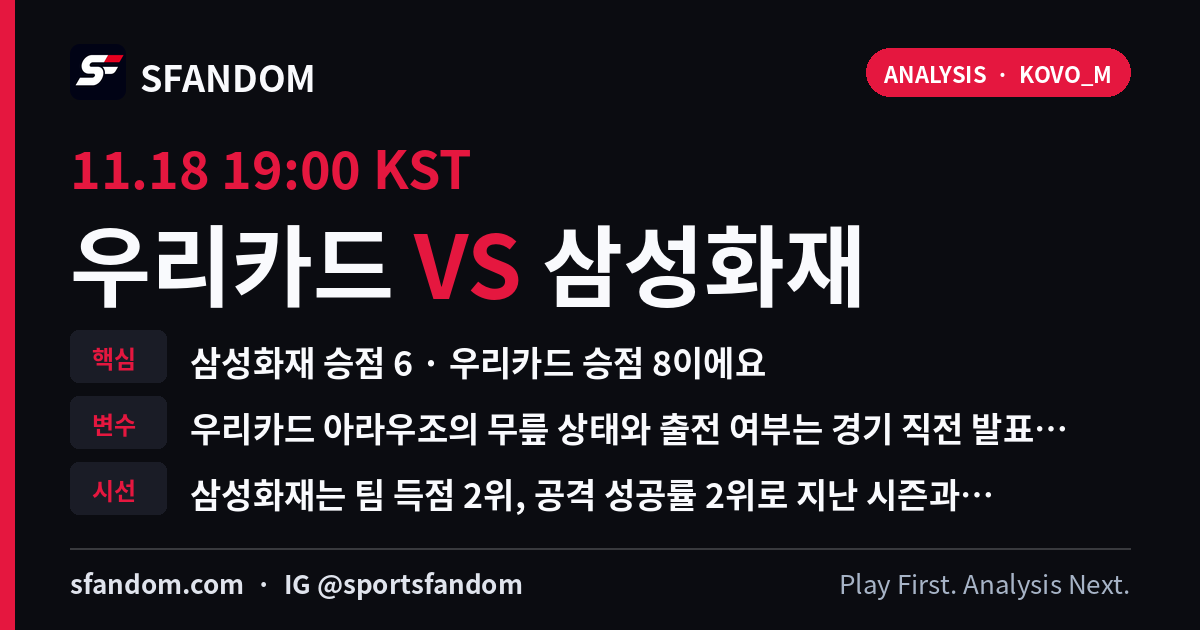 SFANDOM
ANALYSIS · KOVO_M
11.18 19:00 KST
우리카드 VS 삼성화재
핵심 삼성화재 승점 6 · 우리카드 승점 8이에요
변수 우리카드 아라우조의 무릎 상태와 출전 여부는 경기 직전 발표…
시선 삼성화재는 팀 득점 2위, 공격 성공률 2위로 지난 시즌과…
sfandom.com · IG @sportsfandom
Play First. Analysis Next.